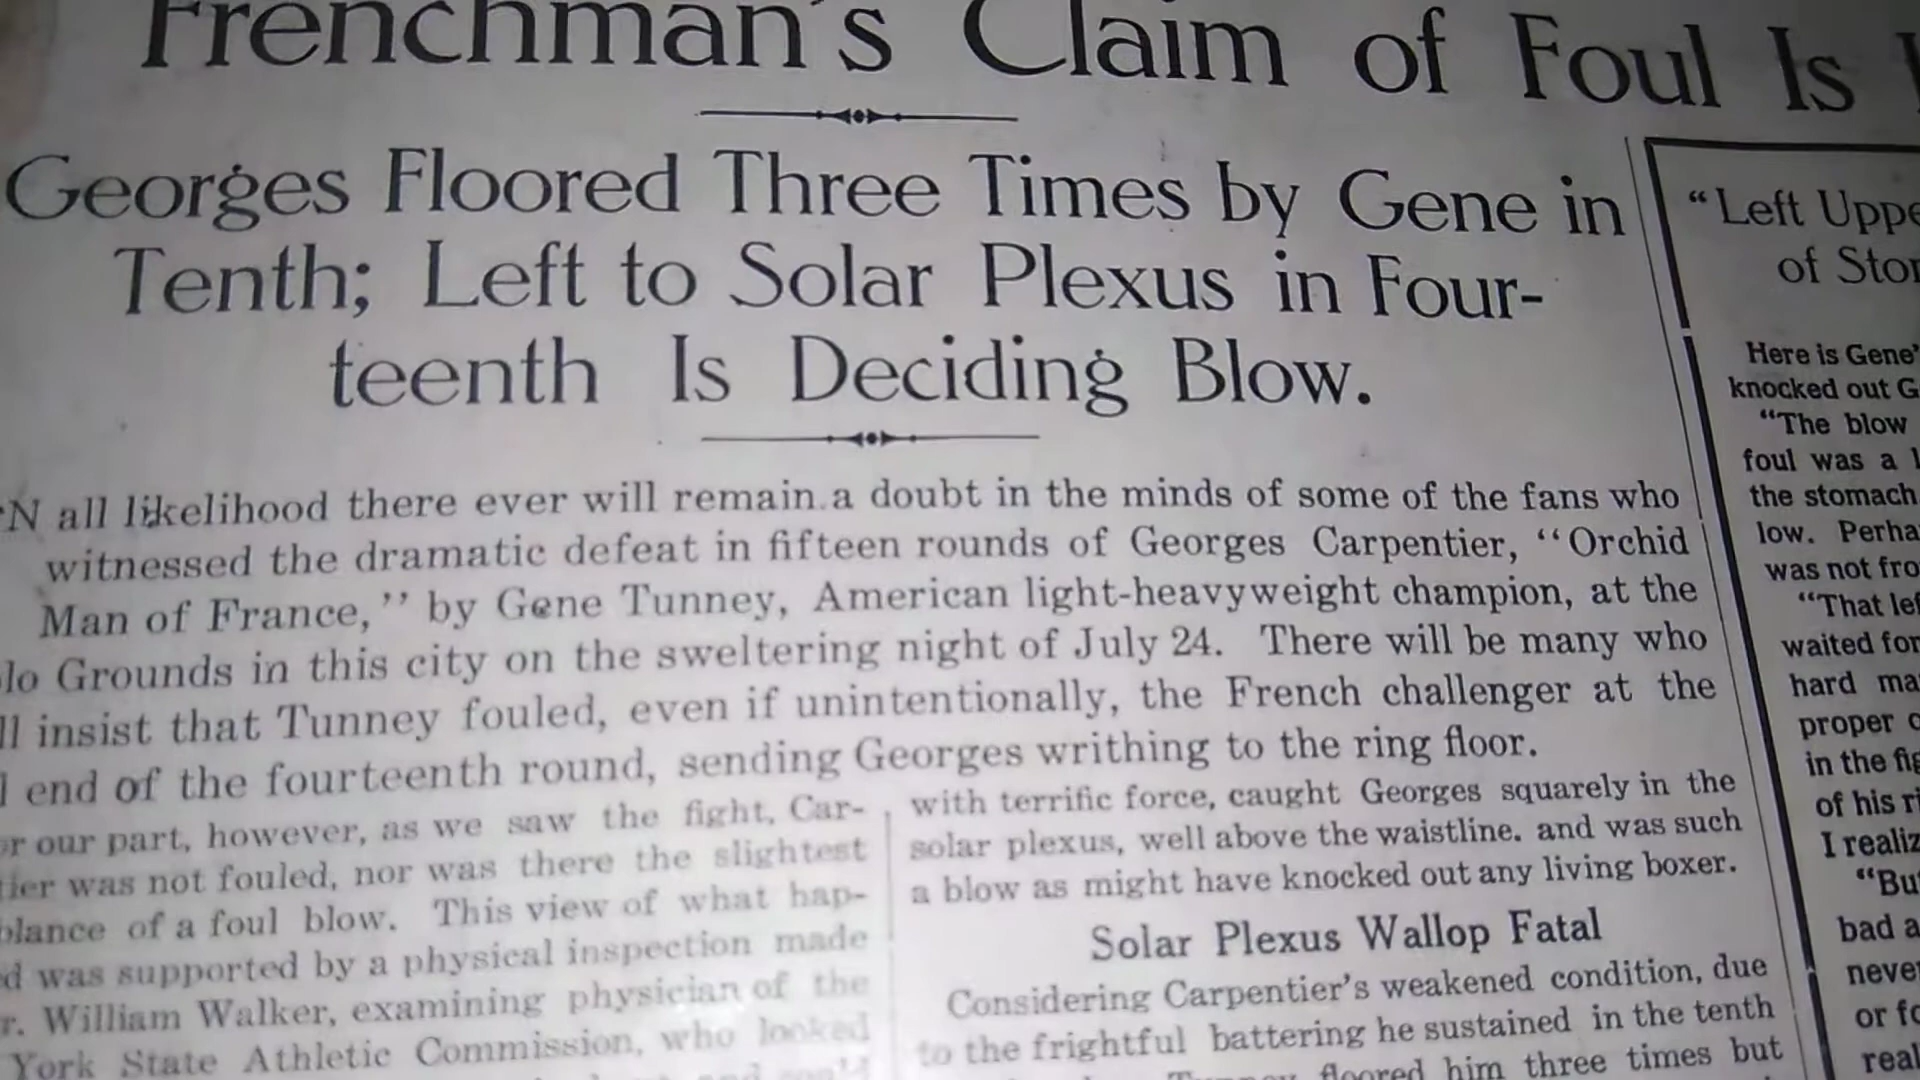 Frenchman's Claim of Foul Is
Georges Floored Three Times by Gene in
Tenth; Left to Solar Plexus in Four-
teenth Is Deciding Blow.
N all likelihood there ever will remain a doubt in the minds of some of the fans who
witnessed the dramatic defeat in fifteen rounds of Georges Carpentier, "Orchid
Man of France," by Gene Tunney, American light-heavyweight champion, at the
lo Grounds in this city on the sweltering night of July 24. There will be many who
ll insist that Tunney fouled, even if unintentionally, the French challenger at the
end of the fourteenth round, sending Georges writhing to the ring floor.
or our part, however, as we saw the fight, Car-
tier was not fouled, nor was there the slightest
blance of a foul blow. This view of what hap-
d was supported by a physical inspection made
r. William Walker, examining physician of the
York State Athletic Commission, who looked
with terrific force, caught Georges squarely in the
solar plexus, well above the waistline. and was such
a blow as might have knocked out any living boxer.
Solar Plexus Wallop Fatal
Considering Carpentier's weakened condition, due
to the frightful battering he sustained in the tenth
Tunney floored him three times but
"Left Uppe
of Stom
Here is Gene'
knocked out G
"The blow
foul was a l
the stomach
low. Perha
was not fro
"That lef
waited for
hard ma
proper
in the fig
of his ri
I realiz
"But
bad a
never
or fo
real